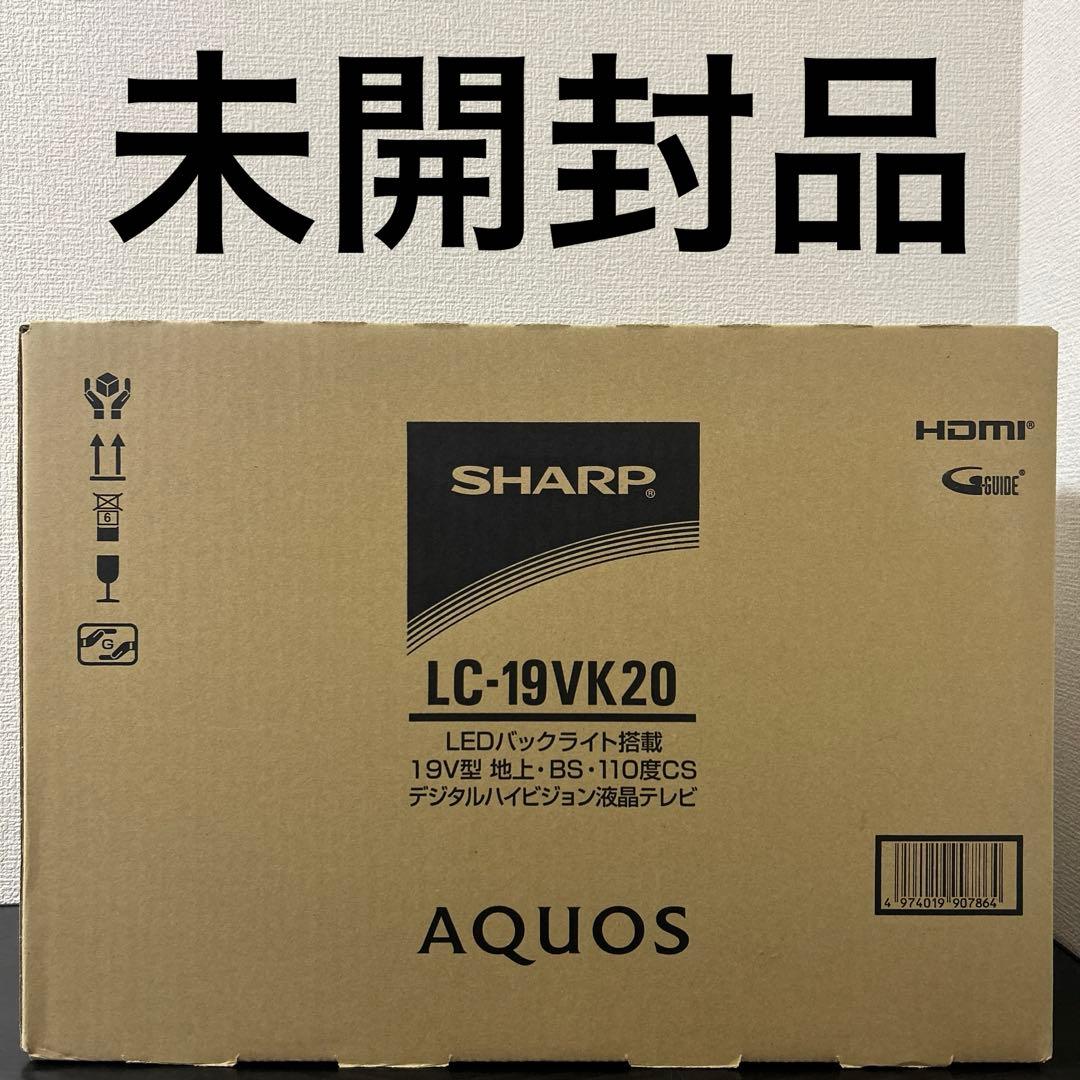 未開封品
HDMI®
G-GUIDE®
SHARP®
6
G
LC-19VK20
LEDバックライト搭載
19V型 地上・BS・110度CS
デジタルハイビジョン液晶テレビ
4 974019 907864
AQUOS